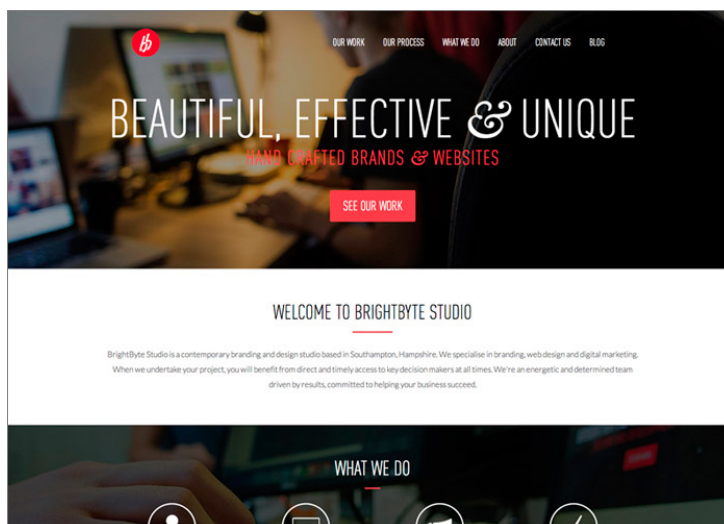 bb
OUR WORK OUR PROCESS WHAT WE DO ABOUT CONTACT US BLOG
BEAUTIFUL, EFFECTIVE & UNIQUE
HAND CRAFTED BRANDS & WEBSITES
SEE OUR WORK
WELCOME TO BRIGHTBYTE STUDIO
BrightByte Studio is a contemporary branding and design studio based in Southampton, Hampshire. We specialise in branding, web design and digital marketing.
When we undertake your project, you will benefit from direct and timely access to key decision makers at all times. We're an energetic and determined team
driven by results, committed to helping your business succeed.
WHAT WE DO